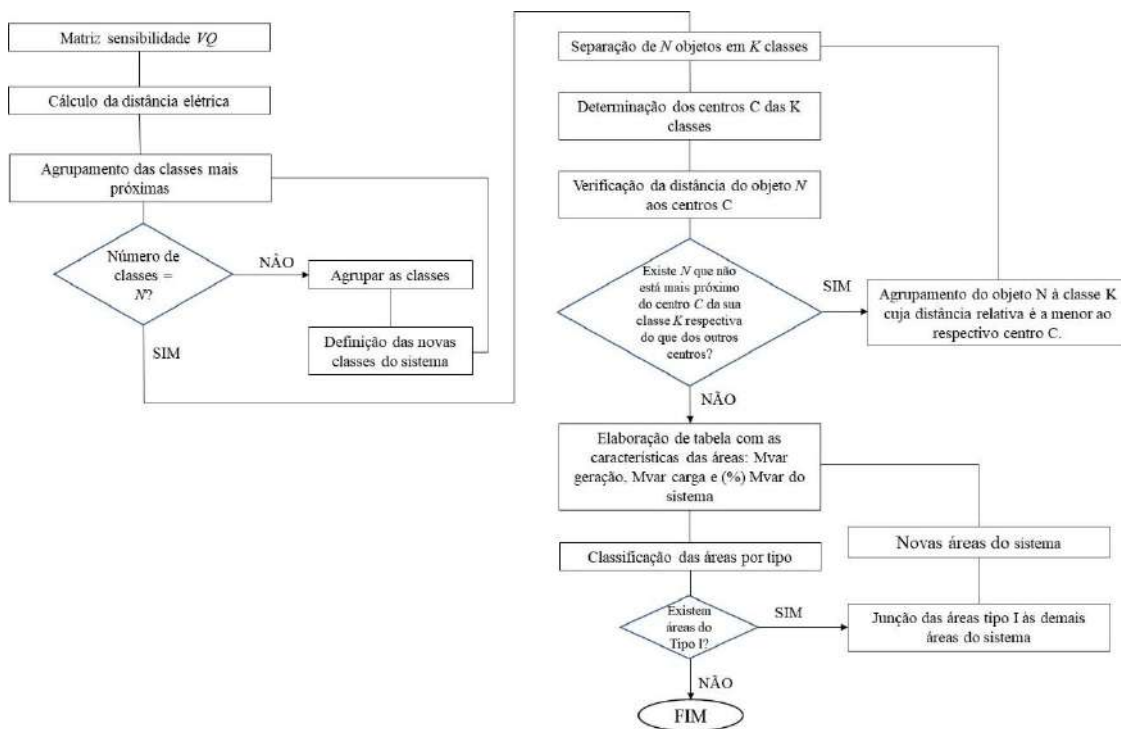 Matriz sensibilidade VQ
Cálculo da distância elétrica
Agrupamento das classes mais
próximas
Número de
classes =
N?
NÃO
Agrupar as classes
Definição das novas
classes do sistema
SIM
Separação de N objetos em K classes
Determinação dos centros C das K
classes
Verificação da distância do objeto N
aos centros C
Existe N que não
está mais próximo
do centro C da sua
classe K respectiva
do que dos outros
centros?
SIM
Agrupamento do objeto N à classe K
cuja distância relativa é a menor ao
respectivo centro C.
NÃO
Elaboração de tabela com as
características das áreas: Mvar
geração, Mvar carga e (%) Mvar do
sistema
Classificação das áreas por tipo
Existem
áreas do
Tipo I?
SIM
Junção das áreas tipo I às demais
áreas do sistema
Novas áreas do sistema
NÃO
FIM